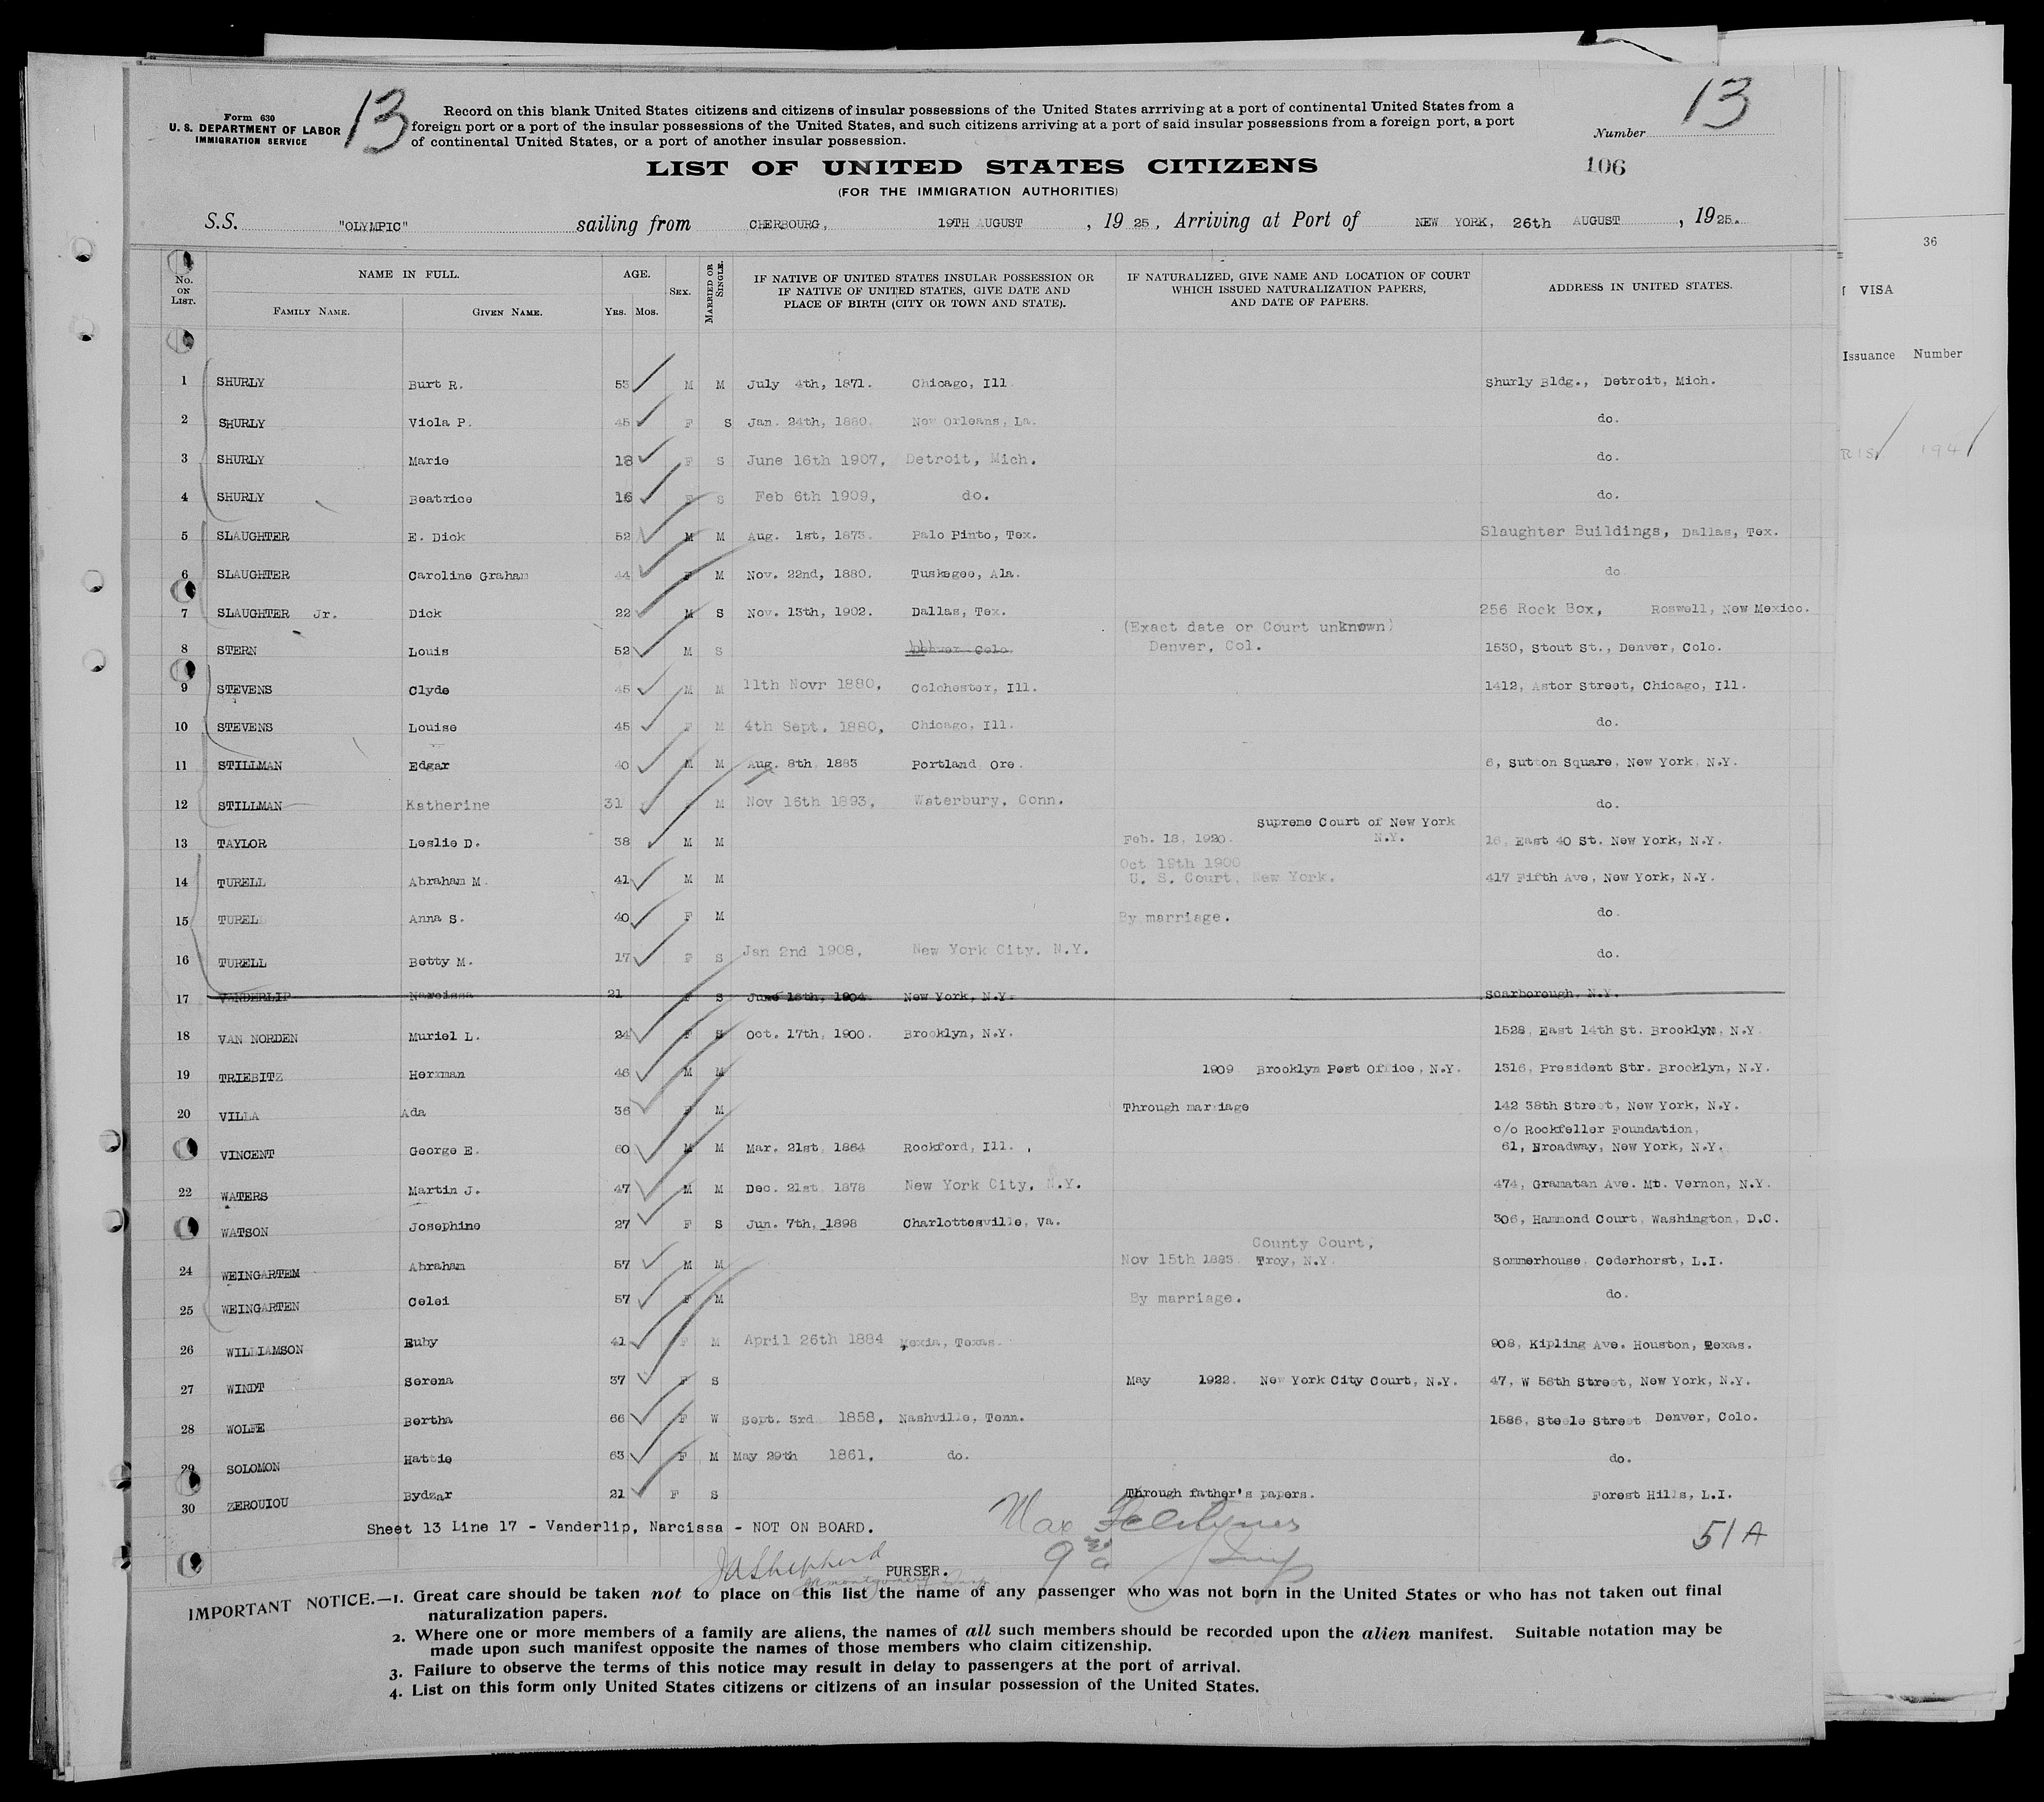 Form 630
U. S. DEPARTMENT OF LABOR
IMMIGRATION SERVICE
13
Record on this blank United States citizens and citizens of insular possessions of the United States arrriving at a port of continental United States from a
foreign port or a port of the insular possessions of the United States, and such citizens arriving at a port of said insular possessions from a foreign port, a port
of continental United States, or a port of another insular possession.
Number 13
LIST OF UNITED STATES CITIZENS
106
(FOR THE IMMIGRATION AUTHORITIES)
S.S. "OLYMPIC" sailing from CHERBOURG, 19TH AUGUST, 1925, Arriving at Port of NEW YORK, 26th AUGUST, 1925.
No. ON LIST.
NAME IN FULL.
FAMILY NAME.
GIVEN NAME.
AGE.
YRS. MOS.
SEX.
MARRIED OR SINGLE.
IF NATIVE OF UNITED STATES INSULAR POSSESSION OR
IF NATIVE OF UNITED STATES, GIVE DATE AND
PLACE OF BIRTH (CITY OR TOWN AND STATE).
IF NATURALIZED, GIVE NAME AND LOCATION OF COURT
WHICH ISSUED NATURALIZATION PAPERS,
AND DATE OF PAPERS.
ADDRESS IN UNITED STATES.
1 SHURLY Burt R. 53 M M July 4th, 1871. Chicago, Ill Shurly Bldg., Detroit, Mich.
2 SHURLY Viola P. 45 F S Jan. 24th, 1880. New Orleans, La. do.
3 SHURLY Marie 18 F S June 16th 1907, Detroit, Mich. do.
4 SHURLY Beatrice 16 F S Feb 6th 1909, do. do.
5 SLAUGHTER E. Dick 52 M M Aug. 1st, 1873. Palo Pinto, Tex. Slaughter Buildings, Dallas, Tex.
6 SLAUGHTER Caroline Graham 44 F M Nov. 22nd, 1880. Tuskegee, Ala. do
7 SLAUGHTER Jr. Dick 22 M S Nov. 13th, 1902. Dallas, Tex. 256 Rock Box, Roswell, New Mexico.
(Exact date or Court unknown)
8 STERN Louis 52 M S Denver Colo. Denver, Col. 1530, Stout St., Denver, Colo.
9 STEVENS Clyde 45 M M 11th Novr 1880, Colchester, Ill. 1412, Astor Street, Chicago, Ill.
10 STEVENS Louise 45 F M 4th Sept. 1880, Chicago, Ill. do.
11 STILLMAN Edgar 40 M M Aug. 8th, 1883 Portland Ore. 6, Sutton Square, New York, N.Y.
12 STILLMAN Katherine 31 M Nov 16th 1893, Waterbury, Conn. do.
Supreme Court of New York
13 TAYLOR Leslie D. 38 M M Feb. 18, 1920. N.Y. 16, East 40 St. New York, N.Y.
Oct 19th 1900
14 TURELL Abraham M. 41 M M U. S. Court, New York. 417 Fifth Ave, New York, N.Y.
15 TURELL Anna S. 40 F M By marriage. do.
16 TURELL Betty M. 17 F S Jan 2nd 1908, New York City, N.Y. do.
17 VANDERLIP Narcissa 21 F S June 18th, 1904. New York, N.Y. Scarborough. N.Y.
18 VAN NORDEN Muriel L. 24 F S Oct. 17th, 1900. Brooklyn, N.Y. 1528, East 14th St. Brooklyn, N.Y
19 TRIEBITZ Herxman 46 M M 1909 Brooklyn Post Office, N.Y. 1316, President Str. Brooklyn, N.Y.
20 VILLA Ada 36 F M Through marriage 142 38th Street, New York, N.Y.
c/o Rockfeller Foundation,
VINCENT George E. 60 M M Mar. 21st, 1864 Rockford, Ill. , 61, Broadway, New York, N.Y.
22 WATERS Martin J. 47 M M Dec. 21st 1878 New York City, N.Y. 474, Gramatan Ave. Mt. Vernon, N.Y.
WATSON Josephine 27 F S Jun. 7th, 1898 Charlottesville, Va. 306, Hammond Court, Washington, D.C.
County Court,
24 WEINGARTEM Abraham 57 M M Nov 15th 1883 Troy, N.Y. Sommerhouse, Cederhorst, L.I.
25 WEINGARTEN Celei 57 F M By marriage. do.
26 WILLIAMSON Ruby 41 F M April 26th 1884 Mexia, Texas. 908, Kipling Ave. Houston, Texas.
27 WINDT Serena 37 F S May 1922. New York City Court, N.Y. 47, W 56th Street, New York, N.Y.
28 WOLFE Bertha 66 F W Sept. 3rd 1858, Nashville, Tenn. 1586, Steele Street Denver, Colo.
29 SOLOMON Hattie 63 F M May 29th 1861, do. do.
30 ZEROUIOU Bydzar 21 F S Through father's papers. Forest Hills, L.I.
Sheet 13 Line 17 - Vanderlip, Narcissa - NOT ON BOARD.
51A
JA Shepherd PURSER.
IMPORTANT NOTICE.—1. Great care should be taken not to place on this list the name of any passenger who was not born in the United States or who has not taken out final
naturalization papers.
2. Where one or more members of a family are aliens, the names of all such members should be recorded upon the alien manifest. Suitable notation may be
made upon such manifest opposite the names of those members who claim citizenship.
3. Failure to observe the terms of this notice may result in delay to passengers at the port of arrival.
4. List on this form only United States citizens or citizens of an insular possession of the United States.
36
VISA
Issuance Number